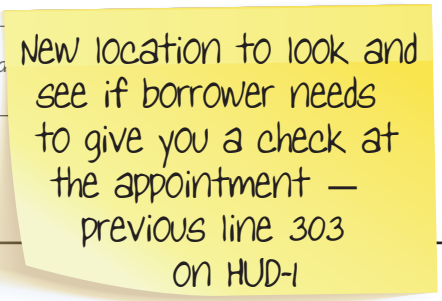 New location to look and
see if borrower needs
to give you a check at
the appointment —
previous line 303
on HUD-1